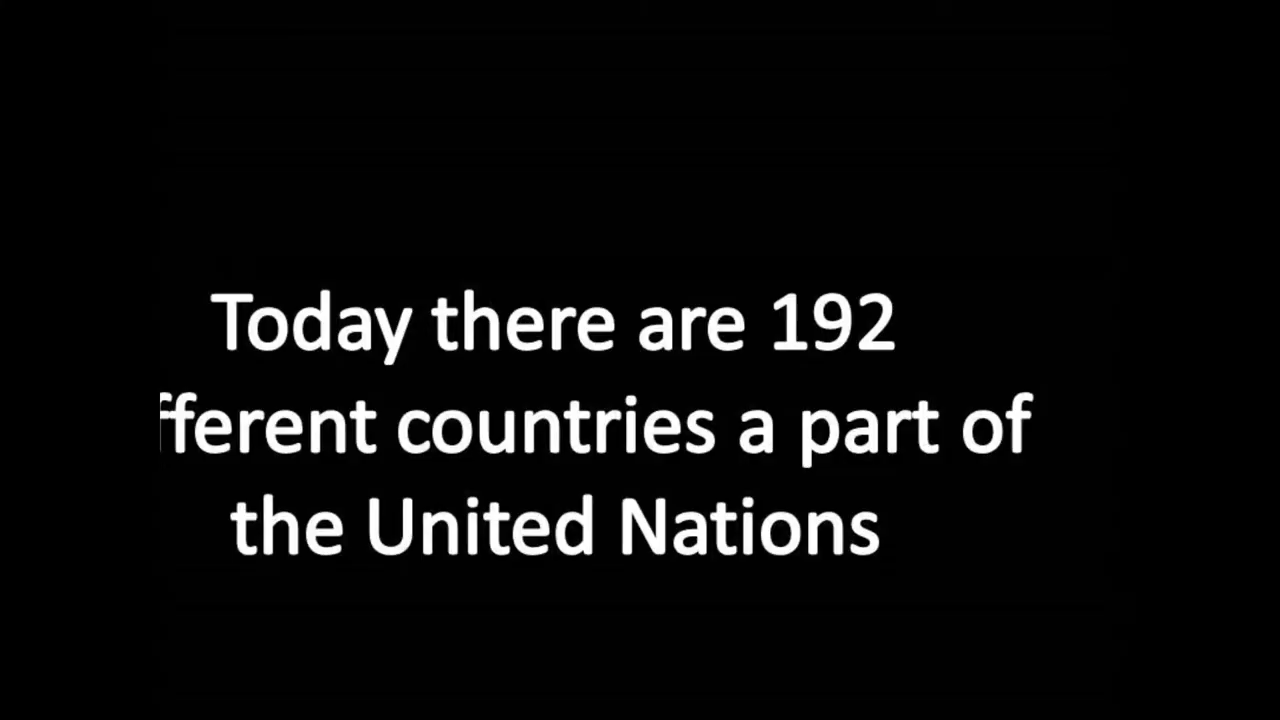 Today there are 192
fferent countries a part of
the United Nations